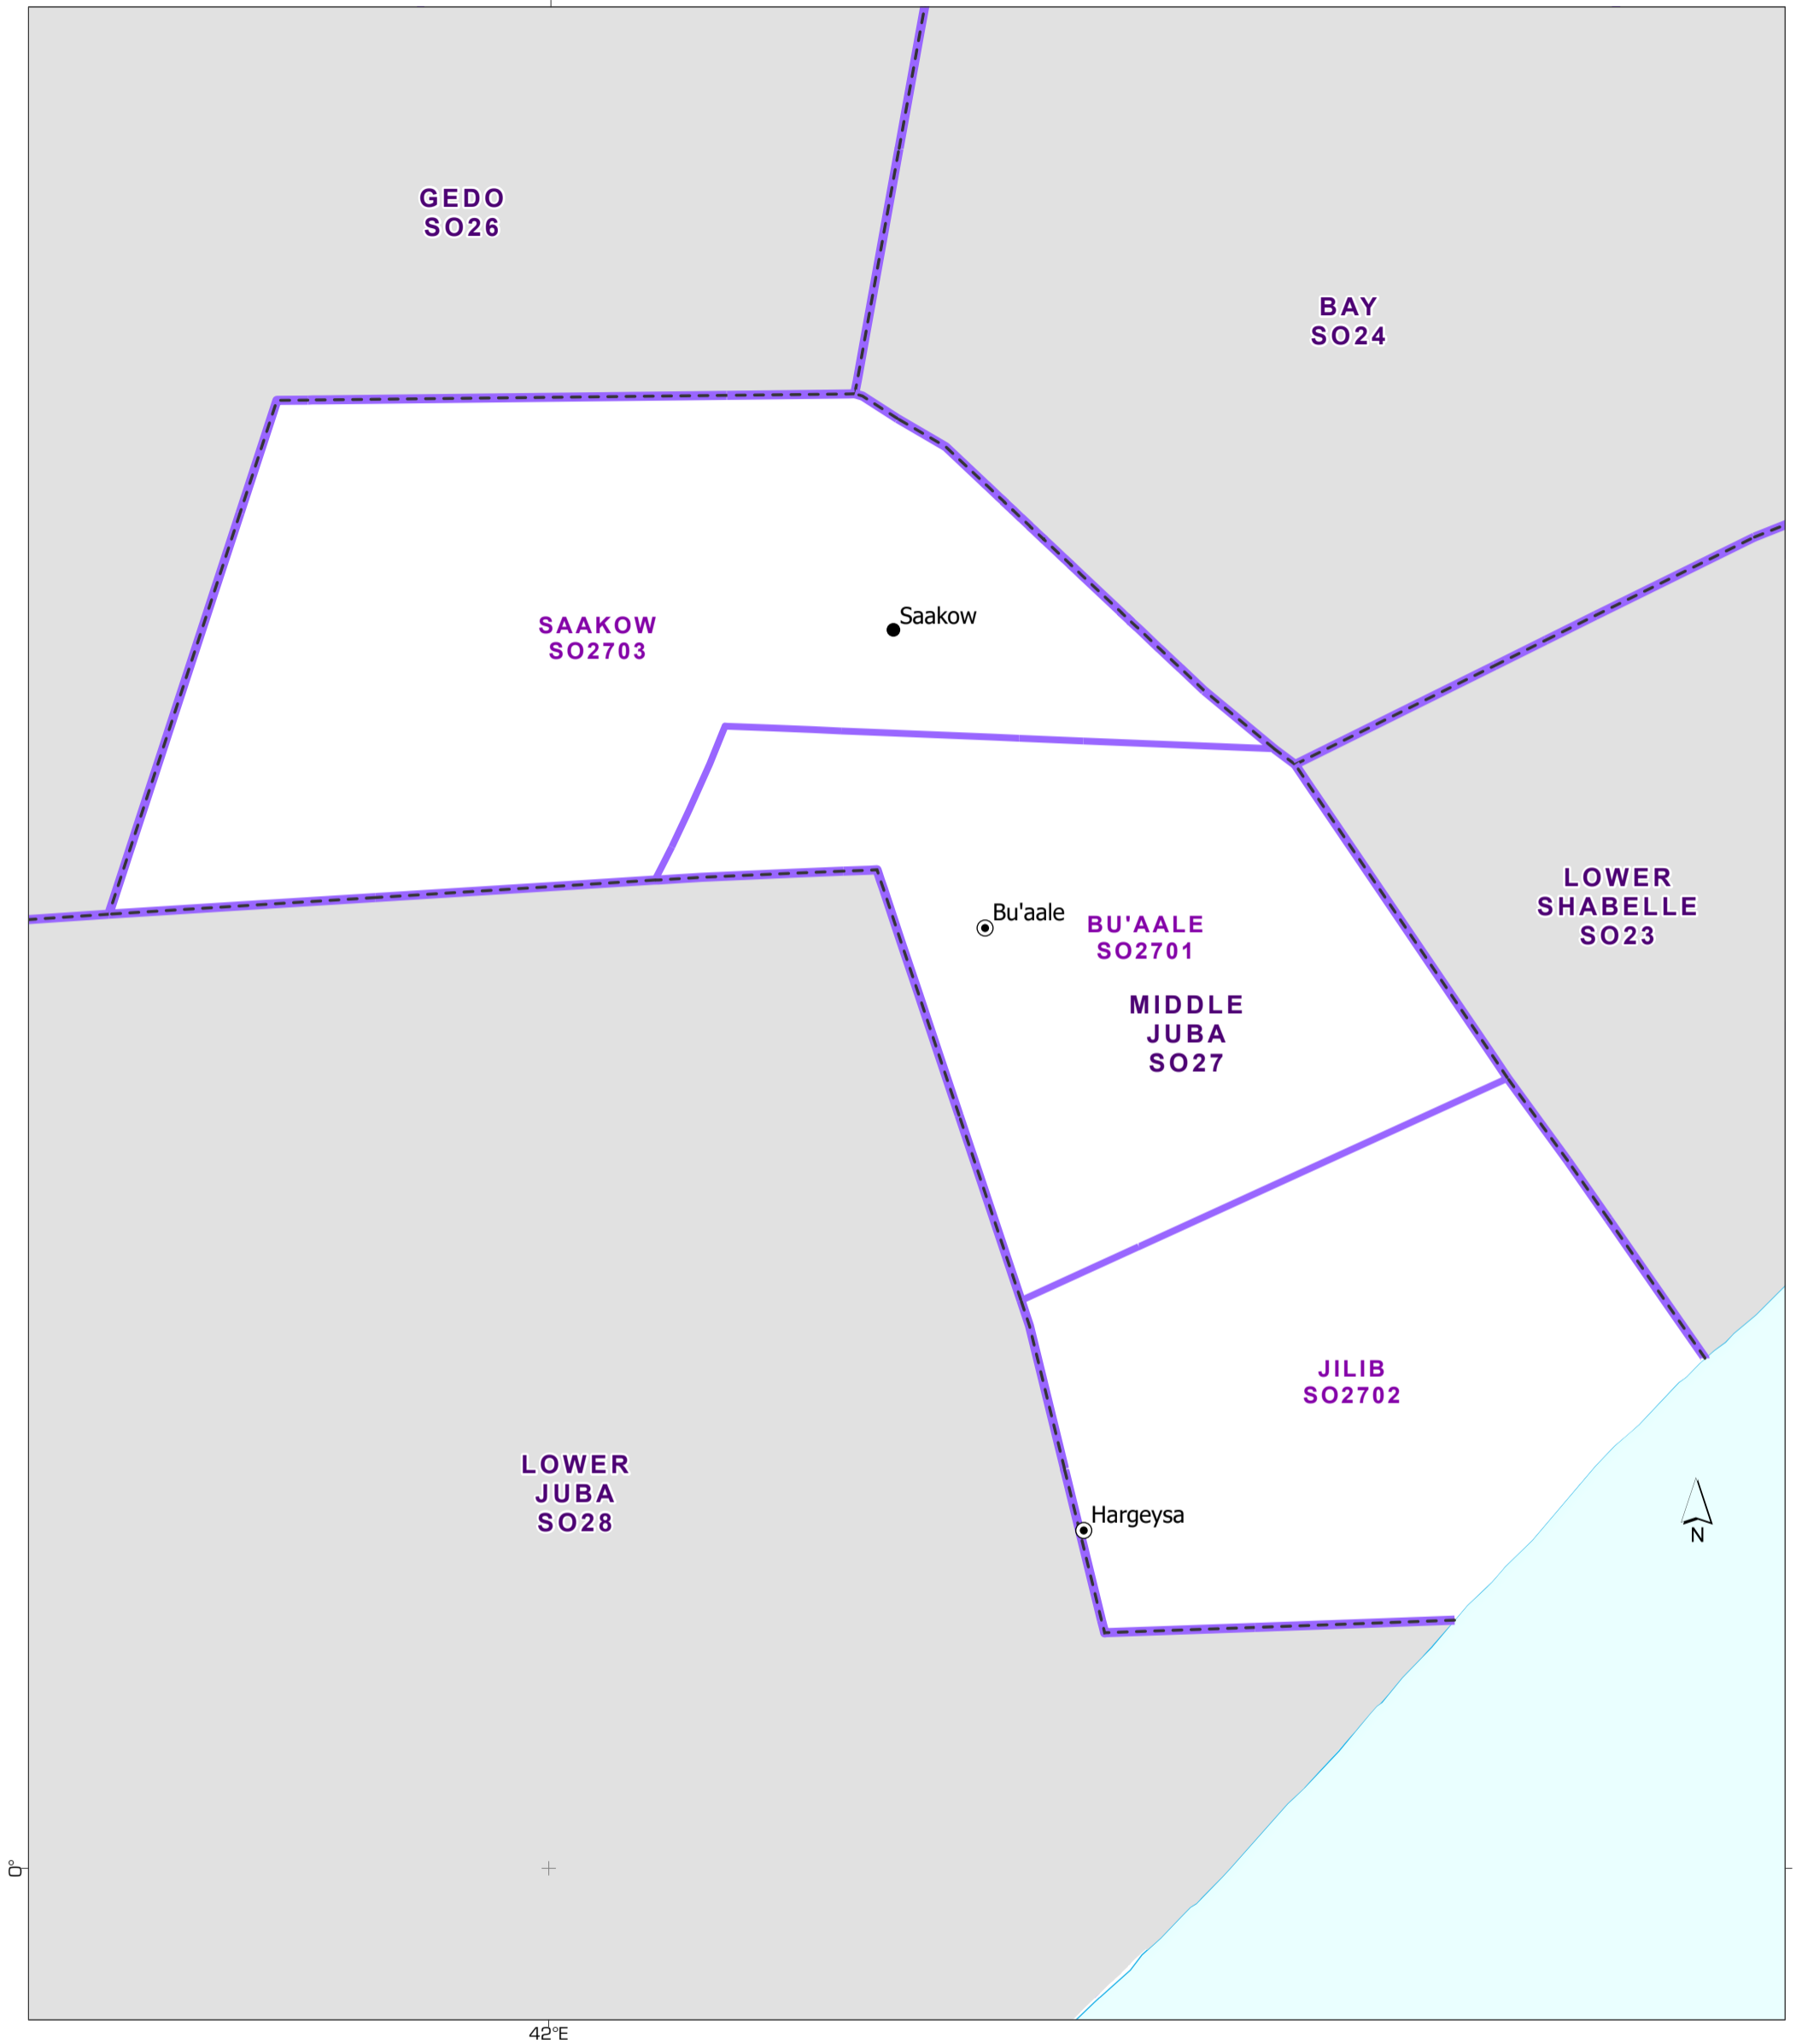 GEDO
SO26
BAY
SO24
Saakow
SAAKOW
SO2703
LOWER
SHABELLE
SO23
Bu'aale
BU'AALE
SO2701
MIDDLE
JUBA
SO27
JILIB
SO2702
LOWER
JUBA
SO28
Hargeysa
N
0°
42°E